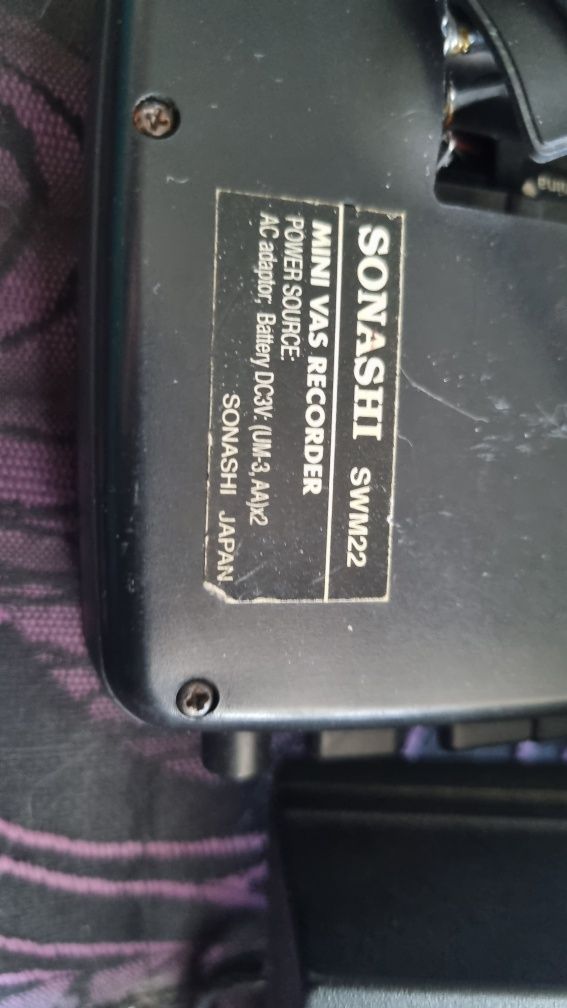 SONASHI SWM22
MINI VAS RECORDER
POWER SOURCE:
AC adaptor; Battery DC3V: (UM-3, AA)x2
SONASHI JAPAN